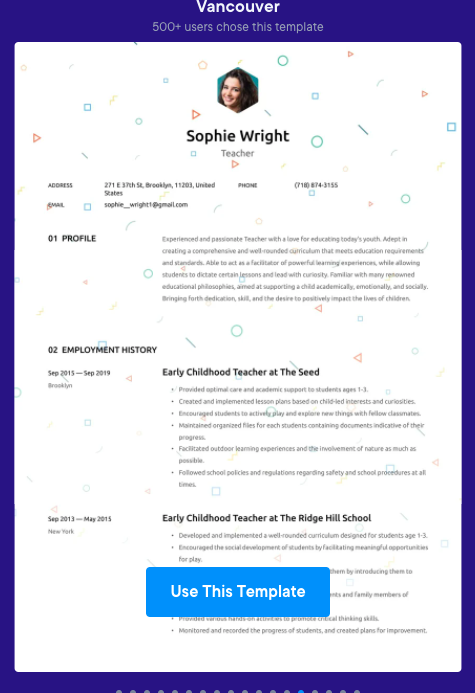 Vancouver
500+ users chose this template
Sophie Wright
Teacher
ADDRESS 271 E 37th St, Brooklyn, 11203, United States PHONE (718) 874-3155
EMAIL sophie_wright1@gmail.com
01 PROFILE
Experienced and passionate Teacher with a love for educating today's youth. Adept in
creating a comprehensive and well-rounded curriculum that meets education requirements
and standards. Able to act as a facilitator of powerful learning experiences, while allowing
students to dictate certain lessons and lead with curiosity. Familiar with many renowned
educational philosophies, aimed at supporting a child academically, emotionally, and socially.
Bringing forth dedication, skill, and the desire to positively impact the lives of children.
02 EMPLOYMENT HISTORY
Sep 2015 — Sep 2019 Early Childhood Teacher at The Seed
Brooklyn
• Provided optimal care and academic support to students ages 1-3.
• Created and implemented lesson plans based on child-led interests and curiosities.
• Encouraged students to actively play and explore new things with fellow classmates.
• Maintained organized files for each students containing documents indicative of their
progress.
• Facilitated outdoor learning experiences and the involvement of nature as much as
possible.
• Followed school policies and regulations regarding safety and school procedures at all
times.
Sep 2013 — May 2015 Early Childhood Teacher at The Ridge Hill School
New York
• Developed and implemented a well-rounded curriculum designed for students age 1-3.
• Encouraged the social development of students by facilitating meaningful opportunities
for play.
them by introducing them to
ents and family members of
Use This Template
• Provided various hands-on activities to promote critical thinking skills.
• Monitored and recorded the progress of students, and created plans for improvement.